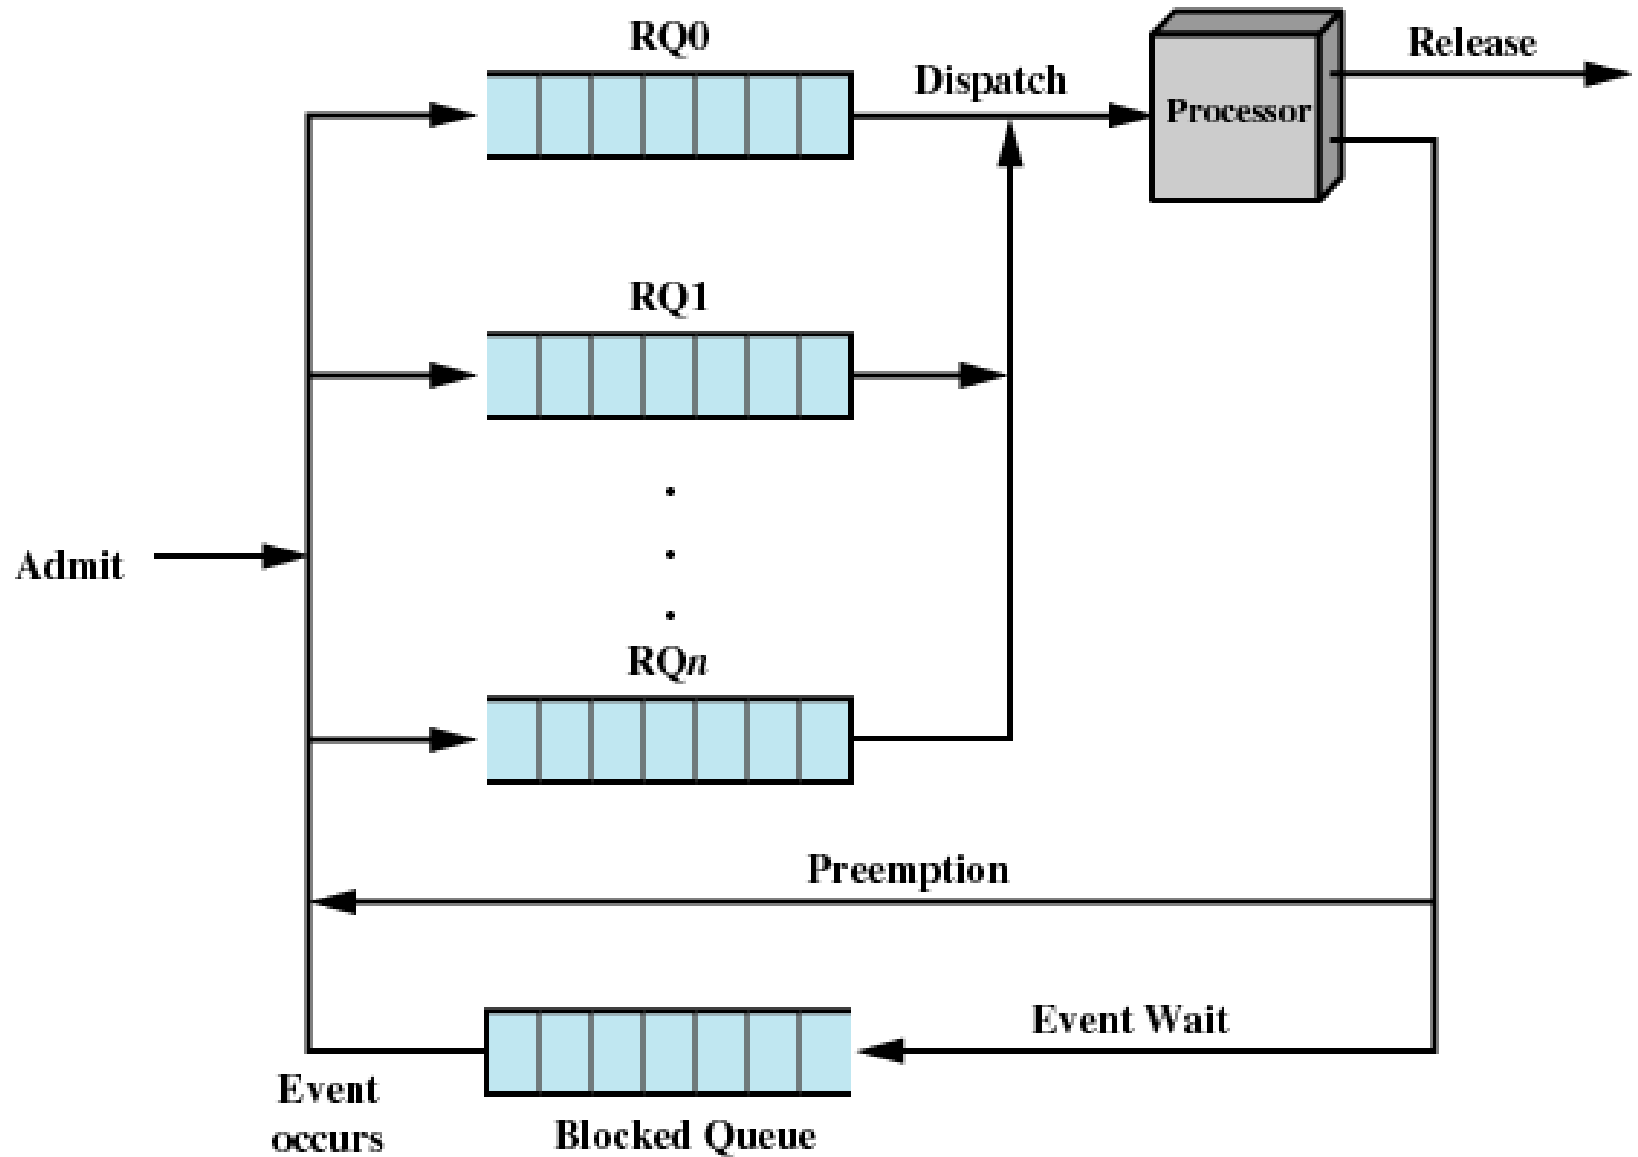 RQ0
Release
Dispatch
Processor
RQ1
Admit
RQn
Preemption
Event Wait
Event
occurs
Blocked Queue